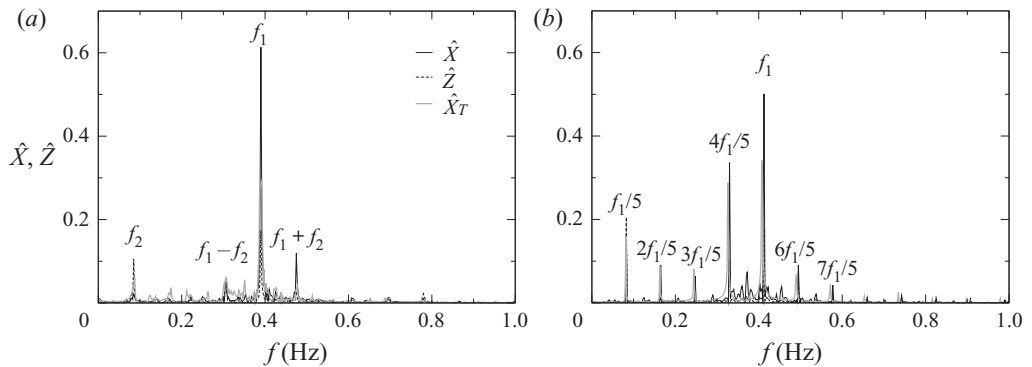 (a)
0.6
0.4
0.2
X̂, Ẑ
f₁
X̂
Ẑ
X̂_T
f₂
f₁ − f₂
f₁ + f₂
0 0.2 0.4 0.6 0.8 1.0
f (Hz)
(b)
0.6
0.4
0.2
f₁
4f₁/5
f₁/5
2f₁/5
3f₁/5
6f₁/5
7f₁/5
0 0.2 0.4 0.6 0.8 1.0
f (Hz)